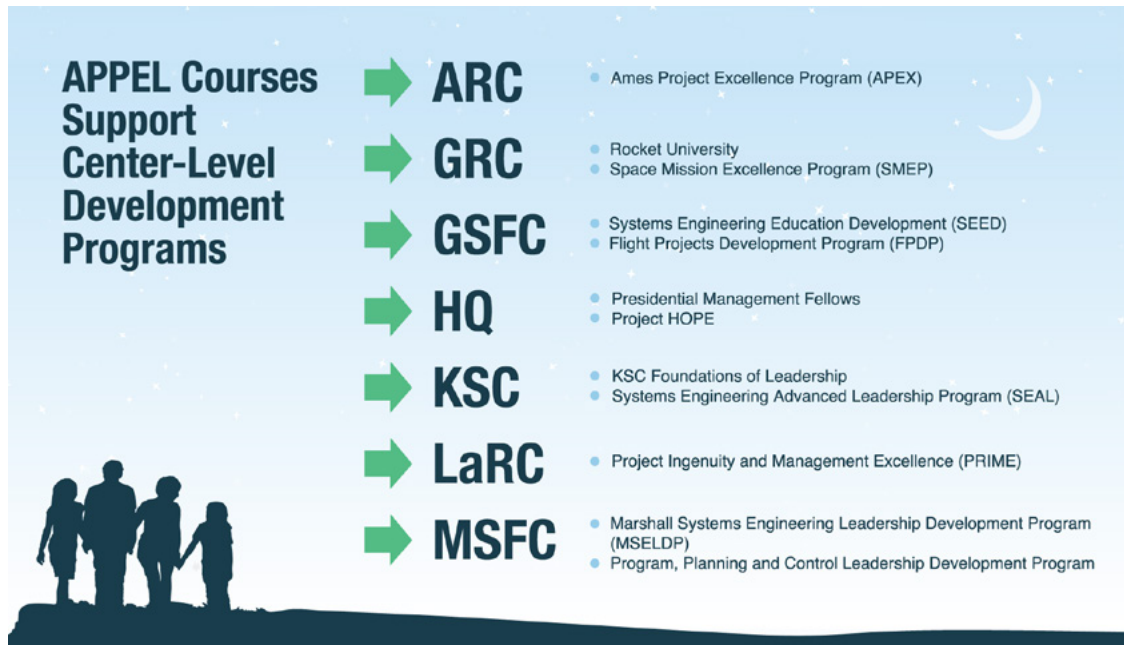 APPEL Courses
Support
Center-Level
Development
Programs
ARC
Ames Project Excellence Program (APEX)
GRC
Rocket University
Space Mission Excellence Program (SMEP)
GSFC
Systems Engineering Education Development (SEED)
Flight Projects Development Program (FPDP)
HQ
Presidential Management Fellows
Project HOPE
KSC
KSC Foundations of Leadership
Systems Engineering Advanced Leadership Program (SEAL)
LaRC
Project Ingenuity and Management Excellence (PRIME)
MSFC
Marshall Systems Engineering Leadership Development Program
(MSELDP)
Program, Planning and Control Leadership Development Program